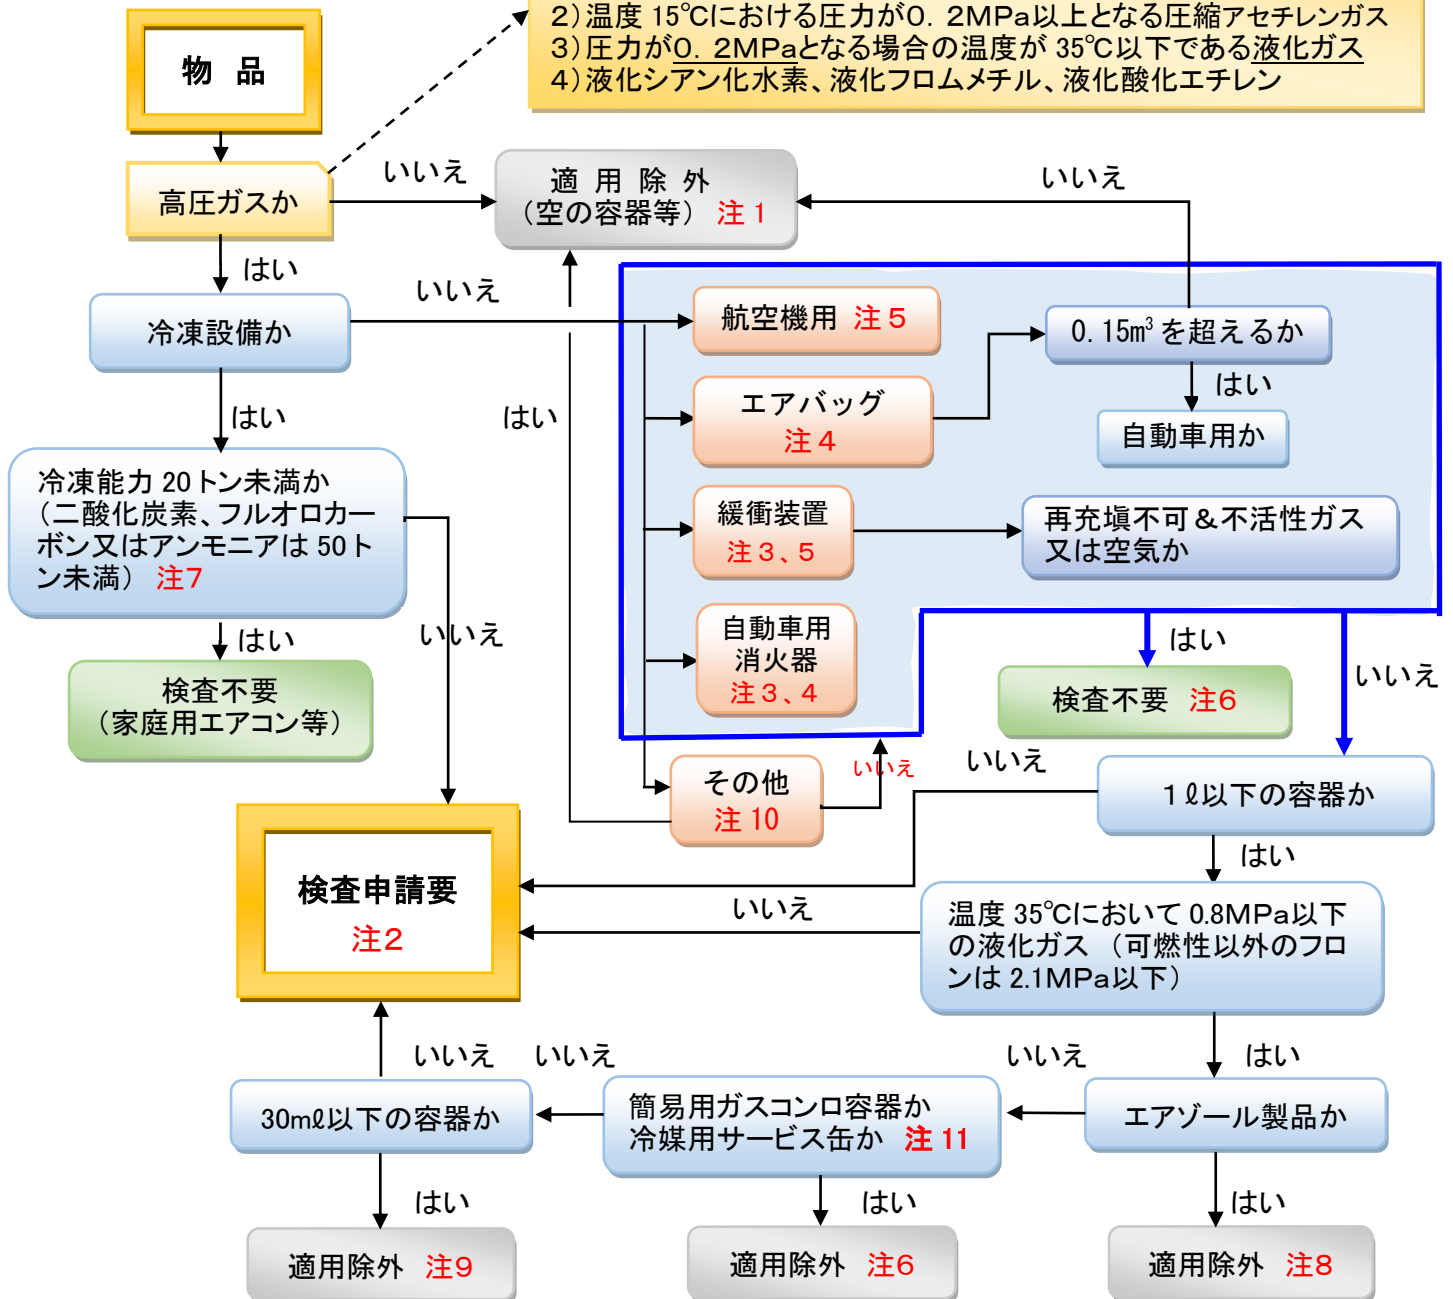 2)温度 15℃における圧力が0.2MPa以上となる圧縮アセチレンガス
3)圧力が0.2MPaとなる場合の温度が 35℃以下である液化ガス
4)液化シアン化水素、液化フロムメチル、液化酸化エチレン
物 品
高圧ガスか
いいえ
適 用 除 外
(空の容器等) 注1
いいえ
はい
冷凍設備か
いいえ
航空機用 注5
0.15m³を超えるか
はい
はい
エアバッグ
注4
はい
自動車用か
冷凍能力 20トン未満か
(二酸化炭素、フルオロカー
ボン又はアンモニアは 50ト
ン未満) 注7
緩衝装置
注3、5
再充塡不可&不活性ガス
又は空気か
はい
いいえ
自動車用
消火器
注3、4
はい
いいえ
検査不要
(家庭用エアコン等)
検査不要 注6
その他
注10
いいえ
いいえ
1ℓ以下の容器か
はい
検査申請要
注2
いいえ
温度 35℃において 0.8MPa以下
の液化ガス (可燃性以外のフロ
ンは 2.1MPa以下)
いいえ
いいえ
いいえ
はい
30mℓ以下の容器か
簡易用ガスコンロ容器か
冷媒用サービス缶か 注11
エアゾール製品か
はい
はい
はい
適用除外 注9
適用除外 注6
適用除外 注8